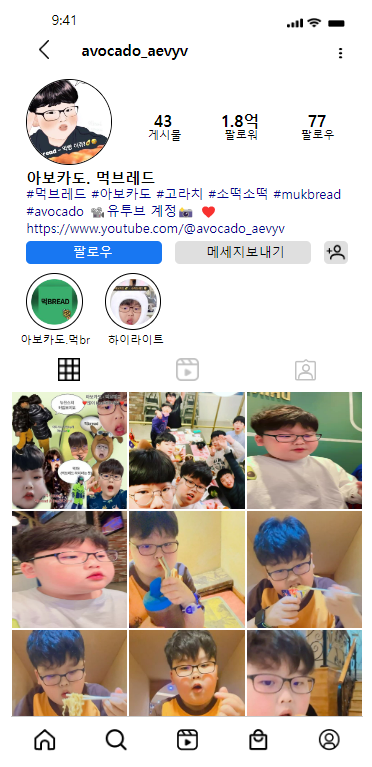 9:41
avocado_aevyv
43 1.8억 77
게시물 팔로워 팔로우
아보카도. 먹브레드
#먹브레드 #아보카도 #고라치 #소떡소떡 #mukbread
#avocado 📽️유투브 계정📸 ❤️
https://www.youtube.com/@avocado_aevyv
팔로우 메세지보내기
먹BREAD
아보카도.먹br 하이라이트